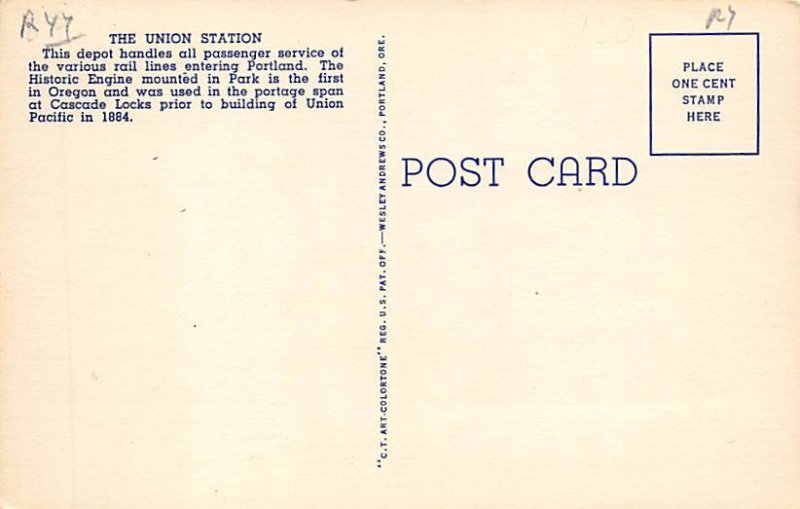 THE UNION STATION
This depot handles all passenger service of
the various rail lines entering Portland. The
Historic Engine mounted in Park is the first
in Oregon and was used in the portage span
at Cascade Locks prior to building of Union
Pacific in 1884.
"C.T. ART-COLORTONE" REG. U.S. PAT. OFF.—WESLEY ANDREWS CO., PORTLAND, ORE.
POST CARD
PLACE
ONE CENT
STAMP
HERE